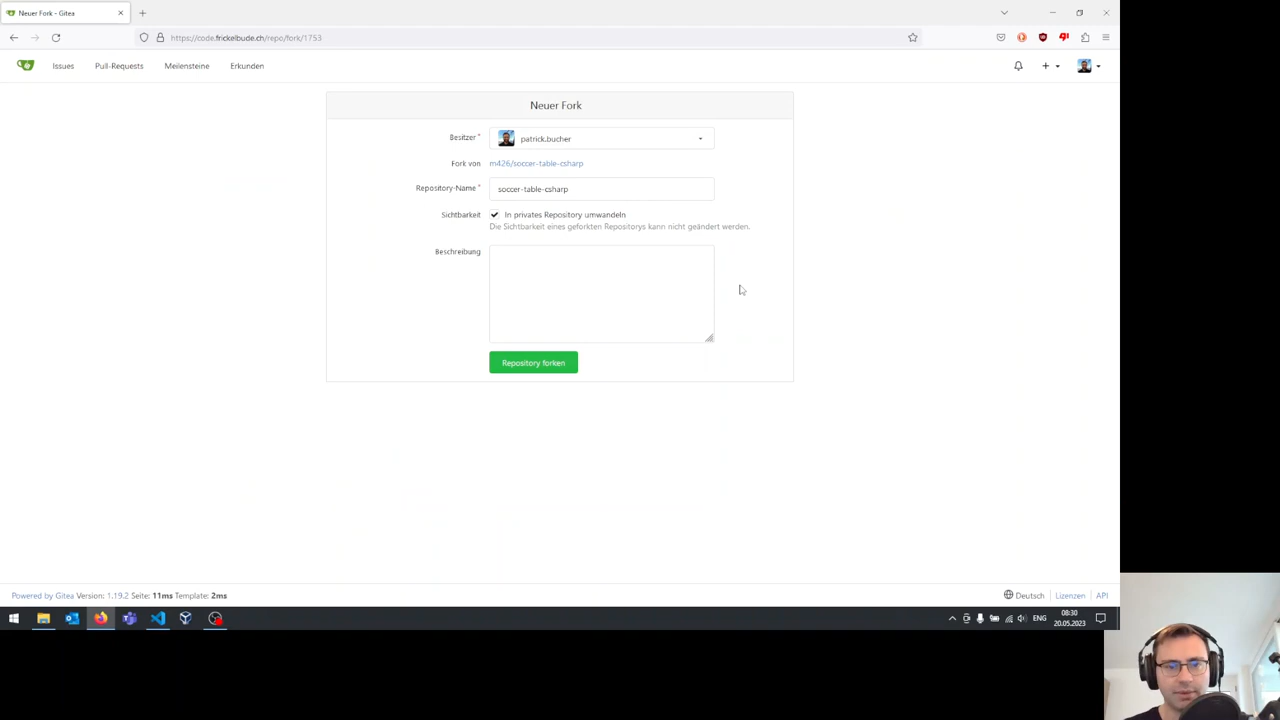 Neuer Fork - Gitea
https://code.frickelbude.ch/repo/fork/1753
Issues Pull-Requests Meilensteine Erkunden
Neuer Fork
Besitzer * patrick.bucher
Fork von m426/soccer-table-csharp
Repository-Name * soccer-table-csharp
Sichtbarkeit In privates Repository umwandeln
Die Sichtbarkeit eines geforkten Repositorys kann nicht geändert werden.
Beschreibung
Repository forken
Powered by Gitea Version: 1.19.2 Seite: 11ms Template: 2ms Deutsch Lizenzen API
ENG
08:30
20.05.2023